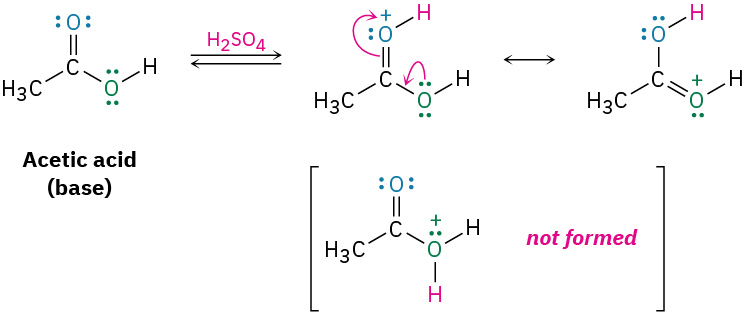 :O:
H₂SO₄
H₃C C O H
Acetic acid
(base)
+
:O H
H₃C C O H
O H
:
H₃C C + O H
:O:
H₃C C + O H
H
not formed